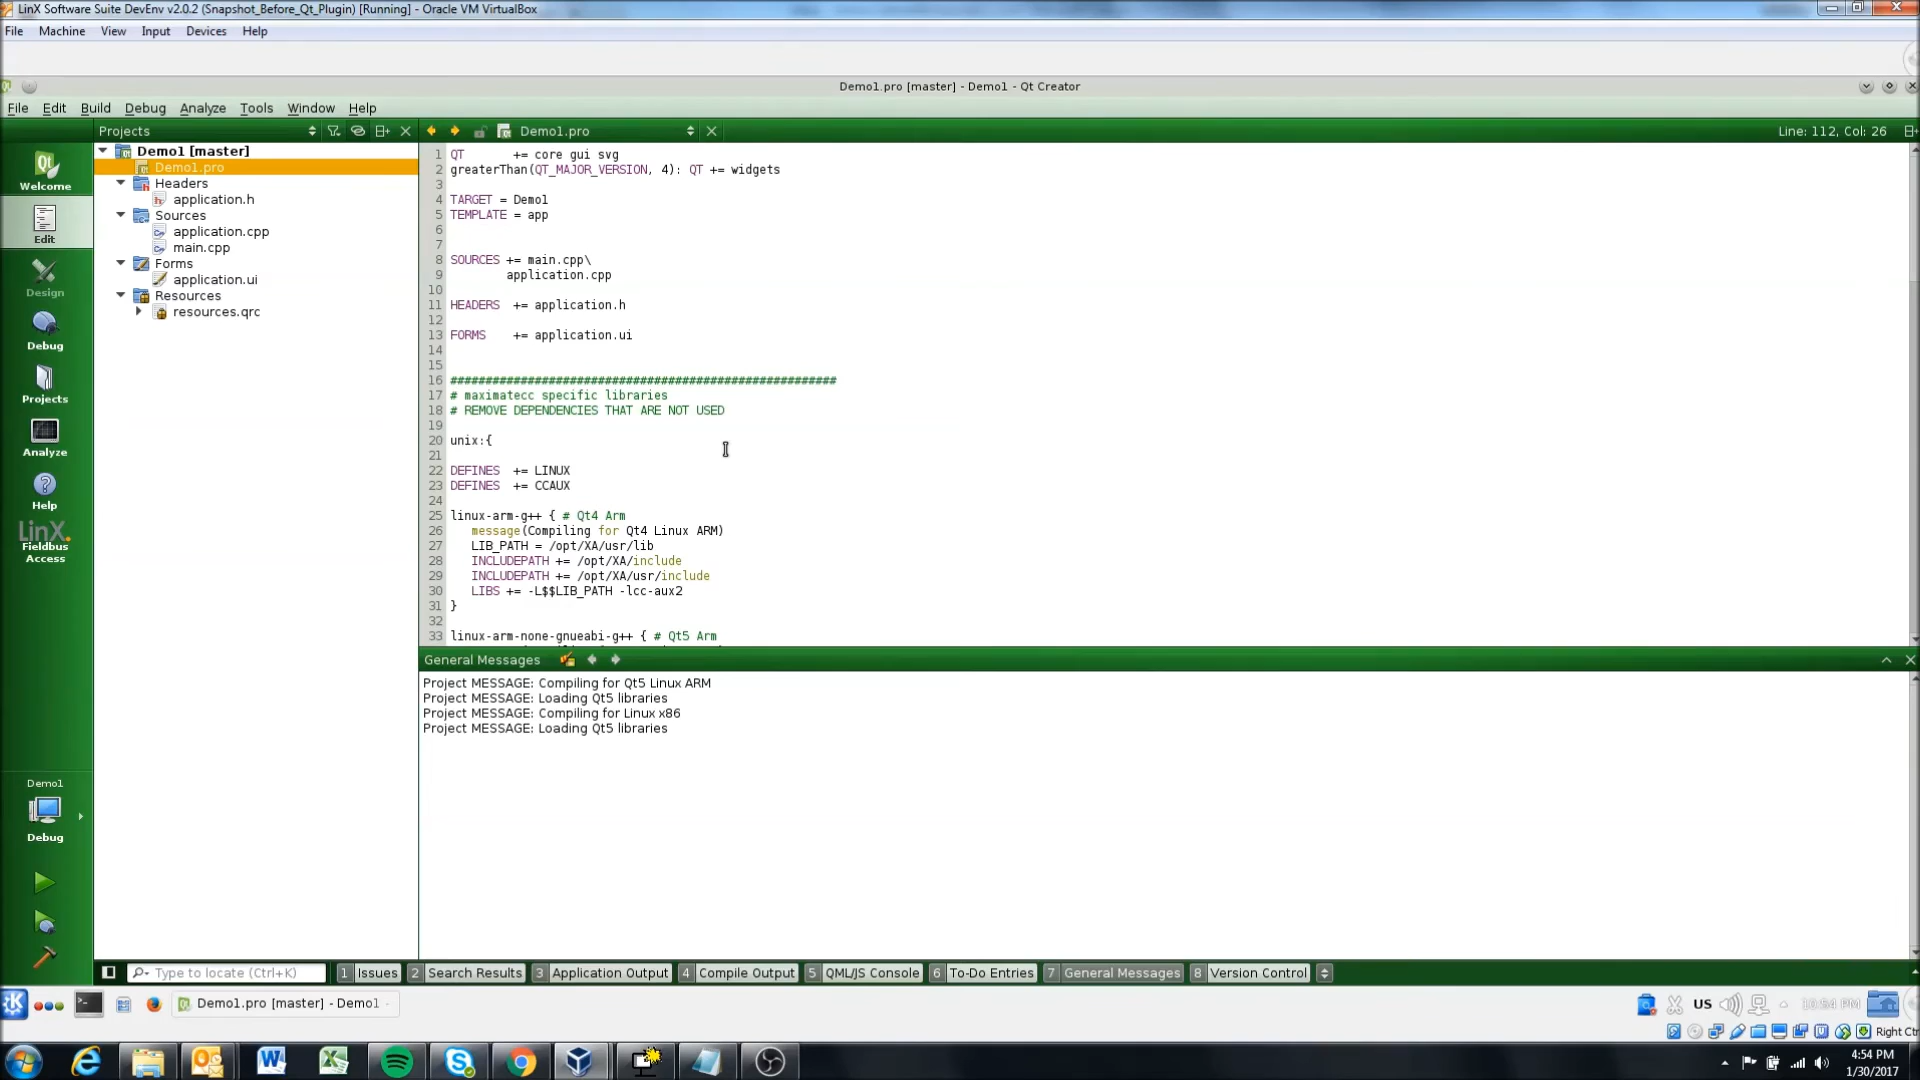 LinX Software Suite DevEnv v2.0.2 (Snapshot_Before_Qt_Plugin) [Running] - Oracle VM VirtualBox
File Machine View Input Devices Help
Demo1.pro [master] - Demo1 - Qt Creator
File Edit Build Debug Analyze Tools Window Help
Projects
Demo1.pro
Line: 112, Col: 26
Welcome
Edit
Design
Debug
Projects
Analyze
Help
LinX
Fieldbus
Access
Demo1
Debug
Demo1 [master]
Demo1.pro
Headers
application.h
Sources
application.cpp
main.cpp
Forms
application.ui
Resources
resources.qrc
1 QT += core gui svg
2 greaterThan(QT_MAJOR_VERSION, 4): QT += widgets
3
4 TARGET = Demo1
5 TEMPLATE = app
6
7
8 SOURCES += main.cpp\
9 application.cpp
10
11 HEADERS += application.h
12
13 FORMS += application.ui
14
15
16 #######################################################
17 # maximatecc specific libraries
18 # REMOVE DEPENDENCIES THAT ARE NOT USED
19
20 unix:{
21
22 DEFINES += LINUX
23 DEFINES += CCAUX
24
25 linux-arm-g++ { # Qt4 Arm
26 message(Compiling for Qt4 Linux ARM)
27 LIB_PATH = /opt/XA/usr/lib
28 INCLUDEPATH += /opt/XA/include
29 INCLUDEPATH += /opt/XA/usr/include
30 LIBS += -L$$LIB_PATH -lcc-aux2
31 }
32
33 linux-arm-none-gnueabi-g++ { # Qt5 Arm
General Messages
Project MESSAGE: Compiling for Qt5 Linux ARM
Project MESSAGE: Loading Qt5 libraries
Project MESSAGE: Compiling for Linux x86
Project MESSAGE: Loading Qt5 libraries
Type to locate (Ctrl+K) 1 Issues 2 Search Results 3 Application Output 4 Compile Output 5 QML/JS Console 6 To-Do Entries 7 General Messages 8 Version Control
Demo1.pro [master] - Demo1
US 10:54 PM
Right Ctrl
4:54 PM
1/30/2017